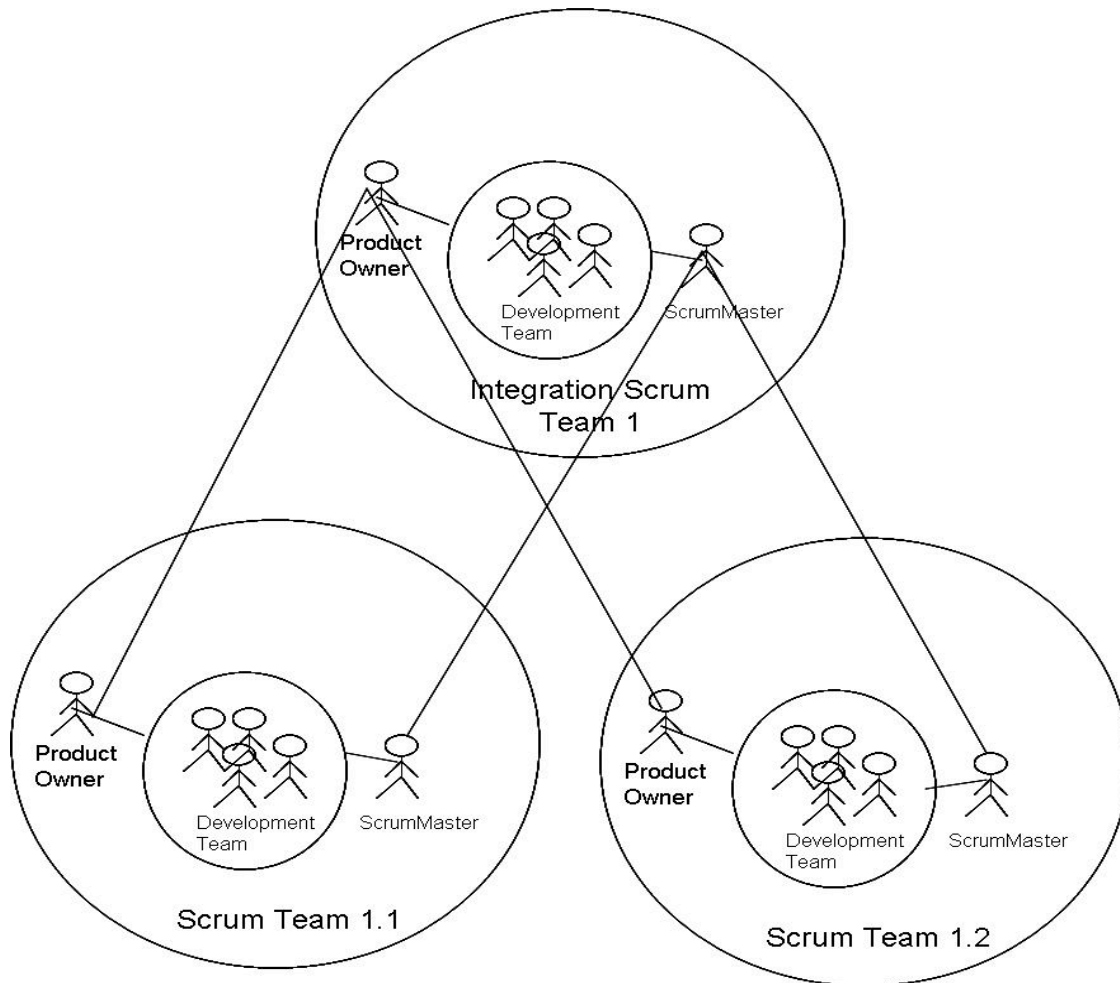 Product
Owner
Development
Team
ScrumMaster
Integration Scrum
Team 1
Product
Owner
Development
Team
ScrumMaster
Scrum Team 1.1
Product
Owner
Development
Team
ScrumMaster
Scrum Team 1.2